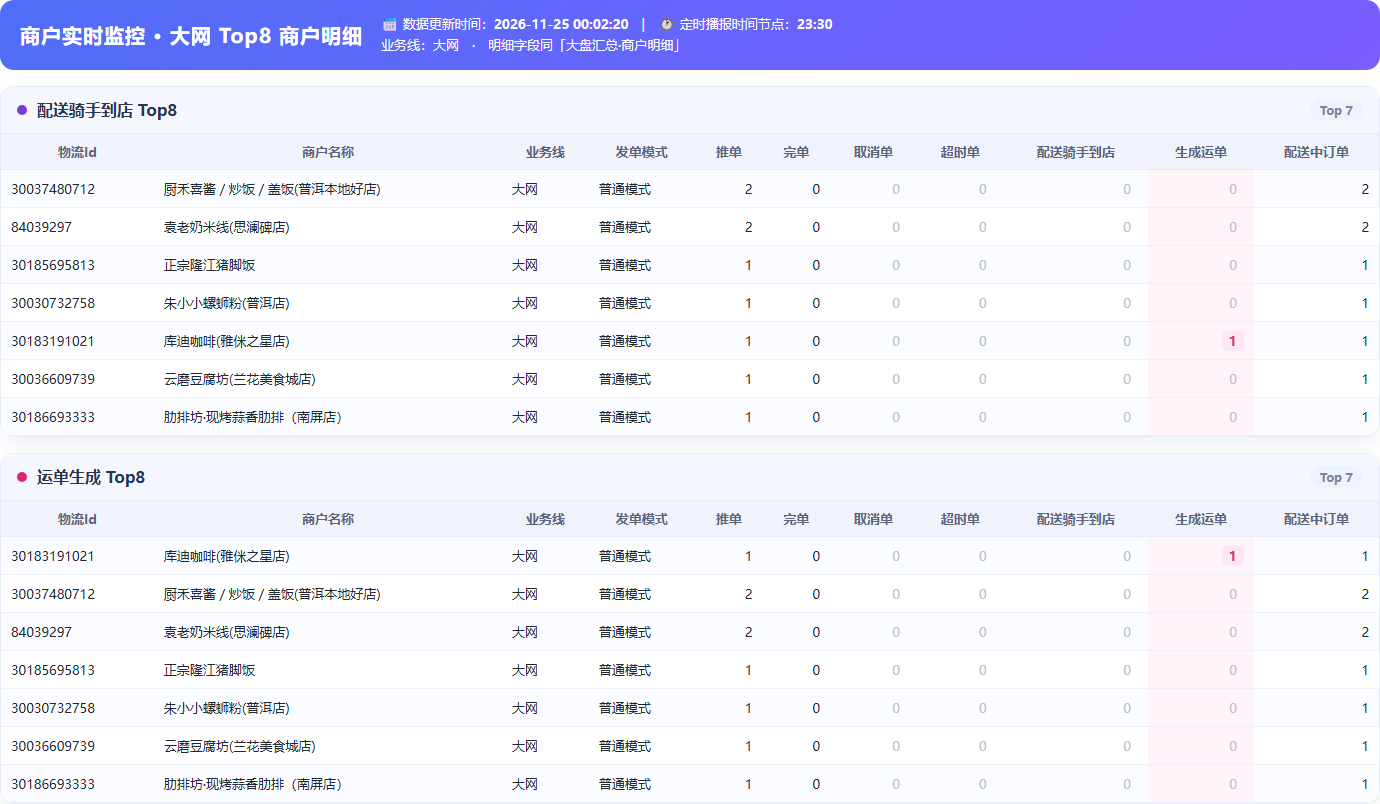 商户实时监控 · 大网 Top8 商户明细
数据更新时间：2026-11-25 00:02:20 | 定时播报时间节点：23:30
业务线：大网 · 明细字段同「大盘汇总·商户明细」
配送骑手到店 Top8 Top 7
物流Id 商户名称 业务线 发单模式 推单 完单 取消单 超时单 配送骑手到店 生成运单 配送中订单
30037480712 厨禾喜酱 / 炒饭 / 盖饭(普洱本地好店) 大网 普通模式 2 0 0 0 0 0 2
84039297 袁老奶米线(思澜碑店) 大网 普通模式 2 0 0 0 0 0 2
30185695813 正宗隆江猪脚饭 大网 普通模式 1 0 0 0 0 0 1
30030732758 朱小小螺蛳粉(普洱店) 大网 普通模式 1 0 0 0 0 0 1
30183191021 库迪咖啡(雅侎之星店) 大网 普通模式 1 0 0 0 0 1 1
30036609739 云磨豆腐坊(兰花美食城店) 大网 普通模式 1 0 0 0 0 0 1
30186693333 肋排坊·现烤蒜香肋排（南屏店） 大网 普通模式 1 0 0 0 0 0 1
运单生成 Top8 Top 7
物流Id 商户名称 业务线 发单模式 推单 完单 取消单 超时单 配送骑手到店 生成运单 配送中订单
30183191021 库迪咖啡(雅侎之星店) 大网 普通模式 1 0 0 0 0 1 1
30037480712 厨禾喜酱 / 炒饭 / 盖饭(普洱本地好店) 大网 普通模式 2 0 0 0 0 0 2
84039297 袁老奶米线(思澜碑店) 大网 普通模式 2 0 0 0 0 0 2
30185695813 正宗隆江猪脚饭 大网 普通模式 1 0 0 0 0 0 1
30030732758 朱小小螺蛳粉(普洱店) 大网 普通模式 1 0 0 0 0 0 1
30036609739 云磨豆腐坊(兰花美食城店) 大网 普通模式 1 0 0 0 0 0 1
30186693333 肋排坊·现烤蒜香肋排（南屏店） 大网 普通模式 1 0 0 0 0 0 1